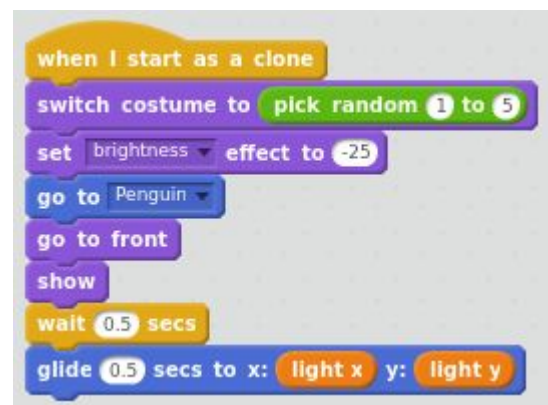 when I start as a clone
switch costume to pick random 1 to 5
set brightness effect to -25
go to Penguin
go to front
show
wait 0.5 secs
glide 0.5 secs to x: light x y: light y